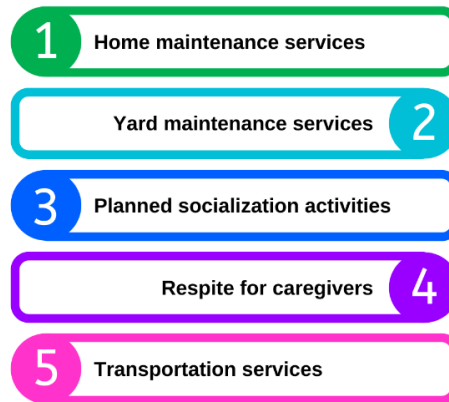 1 Home maintenance services
Yard maintenance services 2
3 Planned socialization activities
Respite for caregivers 4
5 Transportation services